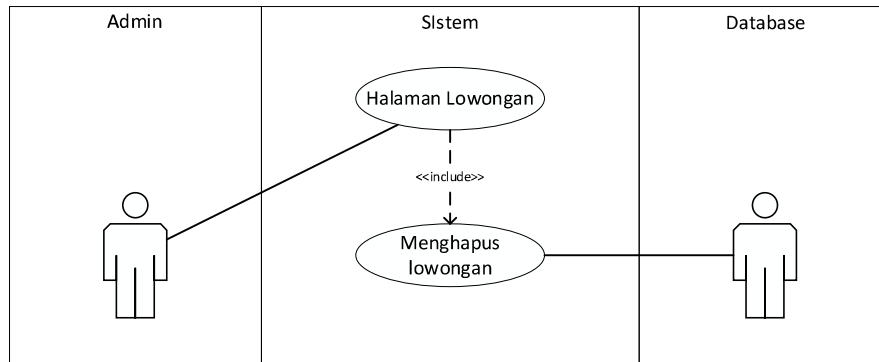 Admin
SIstem
Database
Halaman Lowongan
<<include>>
Menghapus
lowongan